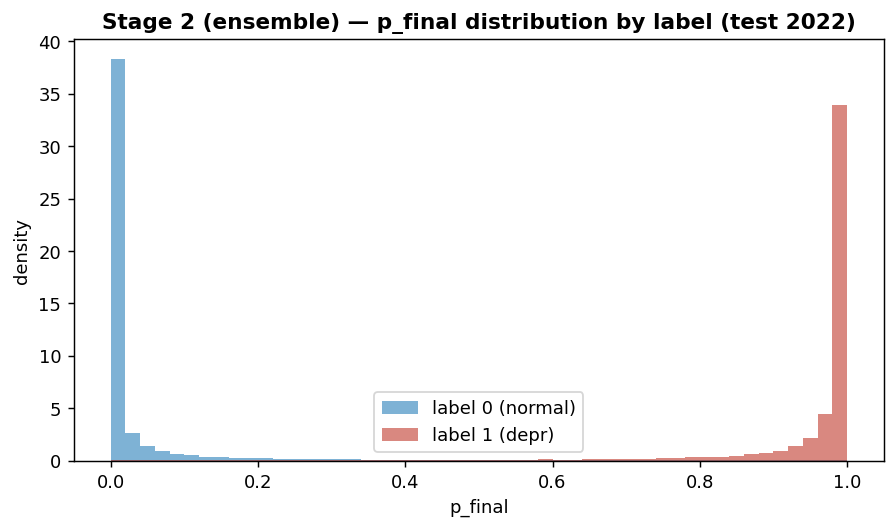 Stage 2 (ensemble) — p_final distribution by label (test 2022)
density
40
35
30
25
20
15
10
5
0
label 0 (normal)
label 1 (depr)
0.0 0.2 0.4 0.6 0.8 1.0
p_final